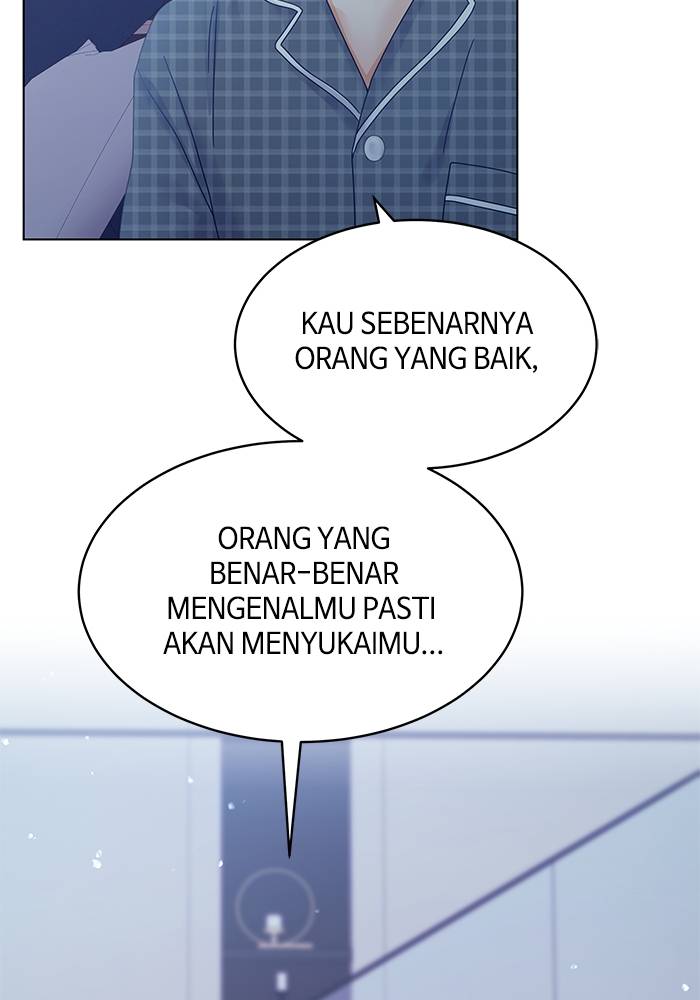 KAU SEBENARNYA
ORANG YANG BAIK,
ORANG YANG
BENAR-BENAR
MENGENALMU PASTI
AKAN MENYUKAIMU...